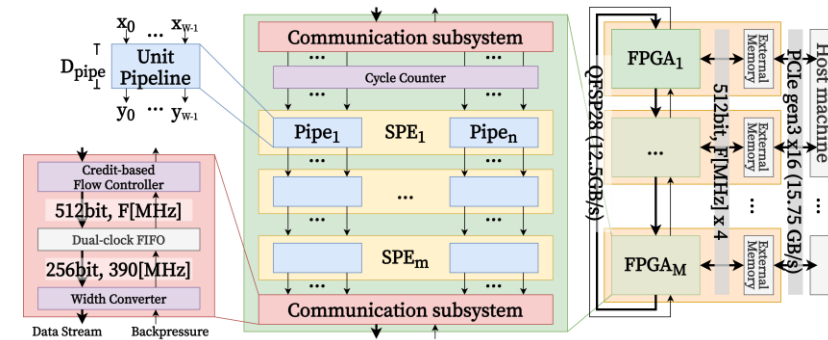 x0 ... xW-1
Dpipe
Unit
Pipeline
y0 ... yW-1
Credit-based
Flow Controller
512bit, F[MHz]
Dual-clock FIFO
256bit, 390[MHz]
Width Converter
Data Stream
Backpressure
Communication subsystem
... ...
Cycle Counter
... ...
Pipe1
SPE1
Pipen
... ...
...
... ...
SPEm
... ...
Communication subsystem
QFSP28 (12.5GB/s)
FPGA1
...
FPGAM
512bit, F[MHz] x 4
External
Memory
External
Memory
...
External
Memory
PCIe gen3 x16 (15.75 GB/s)
Host machine
...